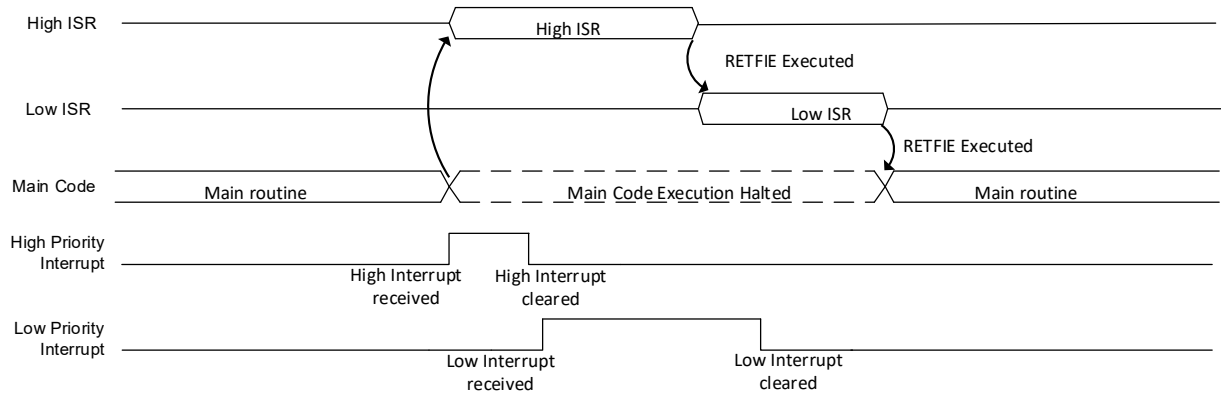 High ISR
High ISR
RETFIE Executed
Low ISR
Low ISR
RETFIE Executed
Main Code
Main routine
Main Code Execution Halted
Main routine
High Priority
Interrupt
High Interrupt
received
High Interrupt
cleared
Low Priority
Interrupt
Low Interrupt
received
Low Interrupt
cleared